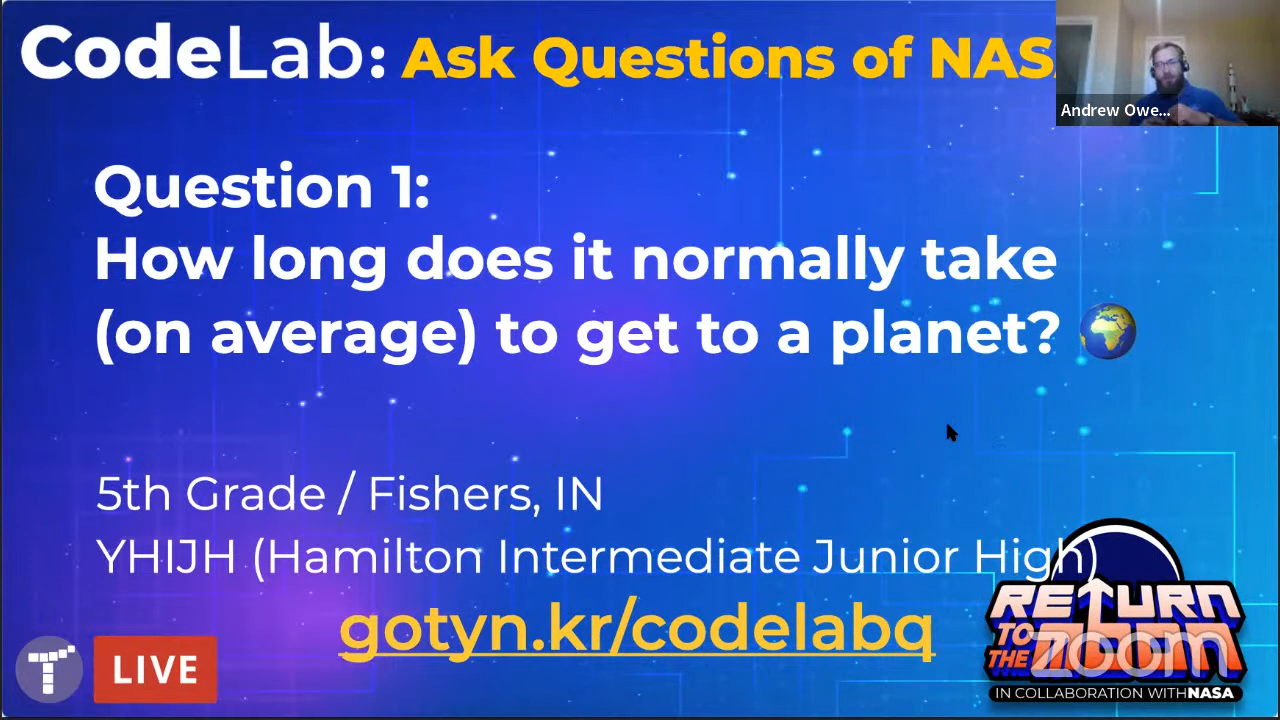 CodeLab: Ask Questions of NAS
Andrew Owe...
Question 1:
How long does it normally take
(on average) to get to a planet?
5th Grade / Fishers, IN
YHIJH (Hamilton Intermediate Junior High)
gotyn.kr/codelabq
LIVE
RETURN
TO
THE
zoom
IN COLLABORATION WITH NASA